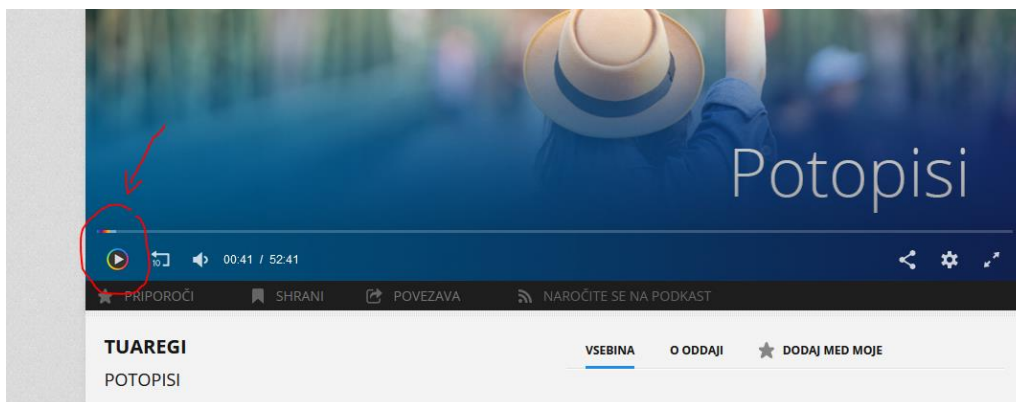 Potopisi
10 00:41 / 52:41
PRIPOROČI SHRANI POVEZAVA NAROČITE SE NA PODKAST
TUAREGI VSEBINA O ODDAJI DODAJ MED MOJE
POTOPISI